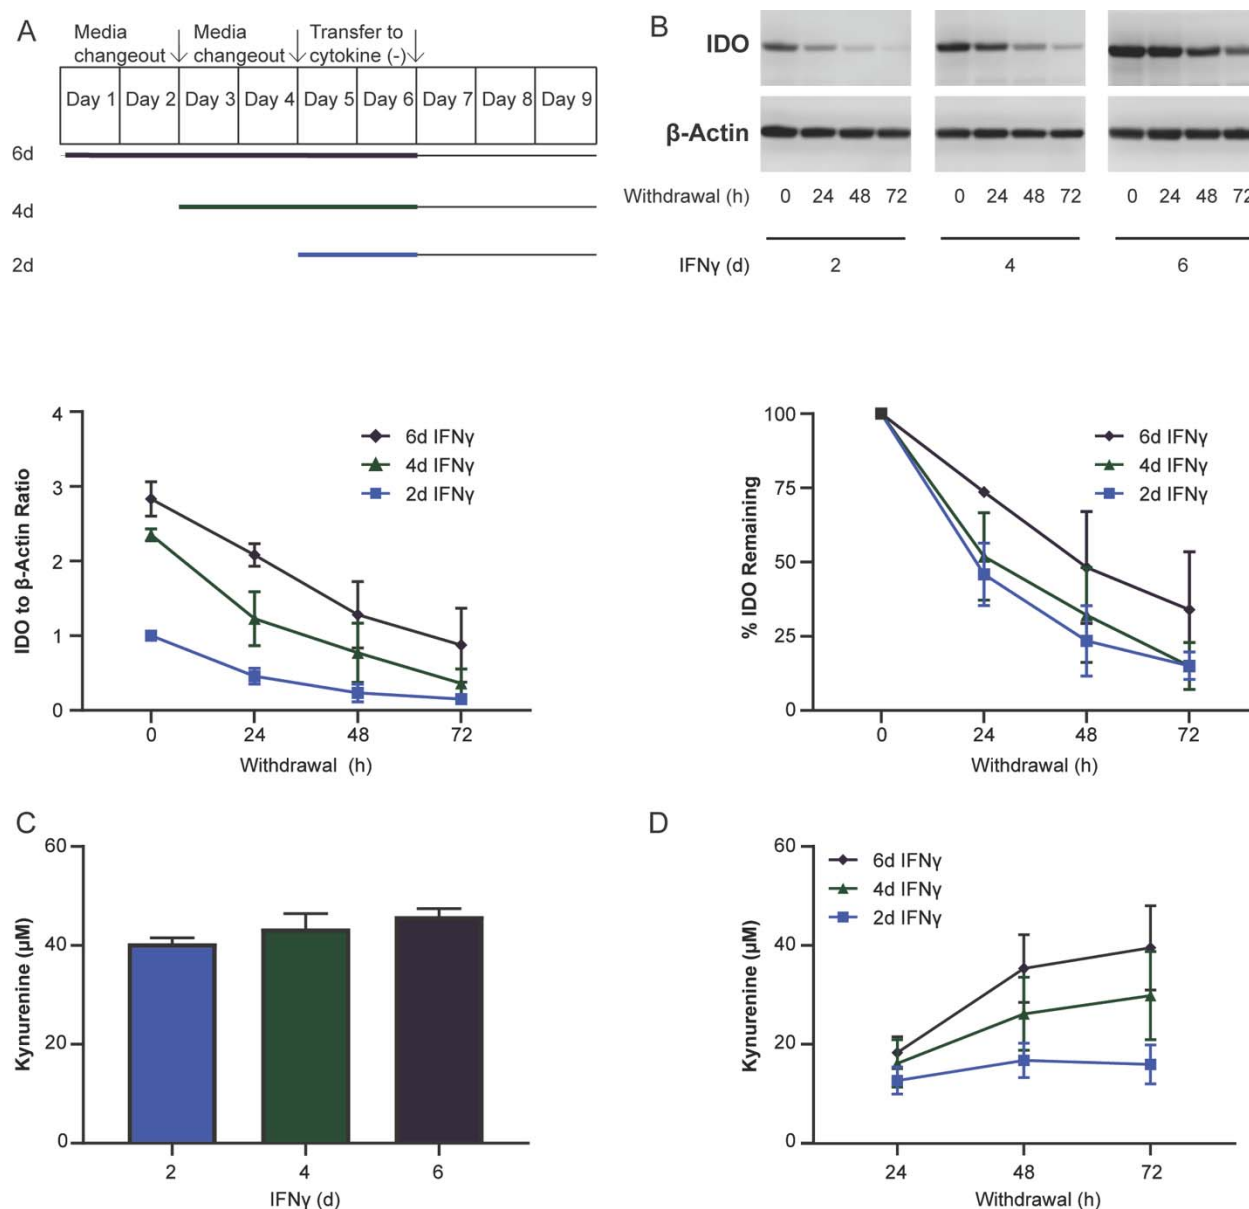 A
Media changeout
Media changeout
Transfer to cytokine (-)
Day 1 Day 2 Day 3 Day 4 Day 5 Day 6 Day 7 Day 8 Day 9
6d
4d
2d
B
IDO
β-Actin
Withdrawal (h) 0 24 48 72 0 24 48 72 0 24 48 72
IFNγ (d) 2 4 6
4
3
2
1
0
IDO to β-Actin Ratio
6d IFNγ
4d IFNγ
2d IFNγ
0 24 48 72
Withdrawal (h)
100
75
50
25
0
% IDO Remaining
6d IFNγ
4d IFNγ
2d IFNγ
0 24 48 72
Withdrawal (h)
C
60
40
20
0
Kynurenine (μM)
2 4 6
IFNγ (d)
D
60
40
20
0
Kynurenine (μM)
6d IFNγ
4d IFNγ
2d IFNγ
24 48 72
Withdrawal (h)